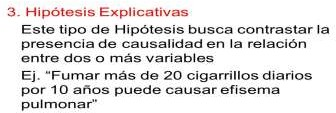 3. Hipótesis Explicativas
Este tipo de Hipótesis busca contrastar la
presencia de causalidad en la relación
entre dos o más variables
Ej. “Fumar más de 20 cigarrillos diarios
por 10 años puede causar efisema
pulmonar”